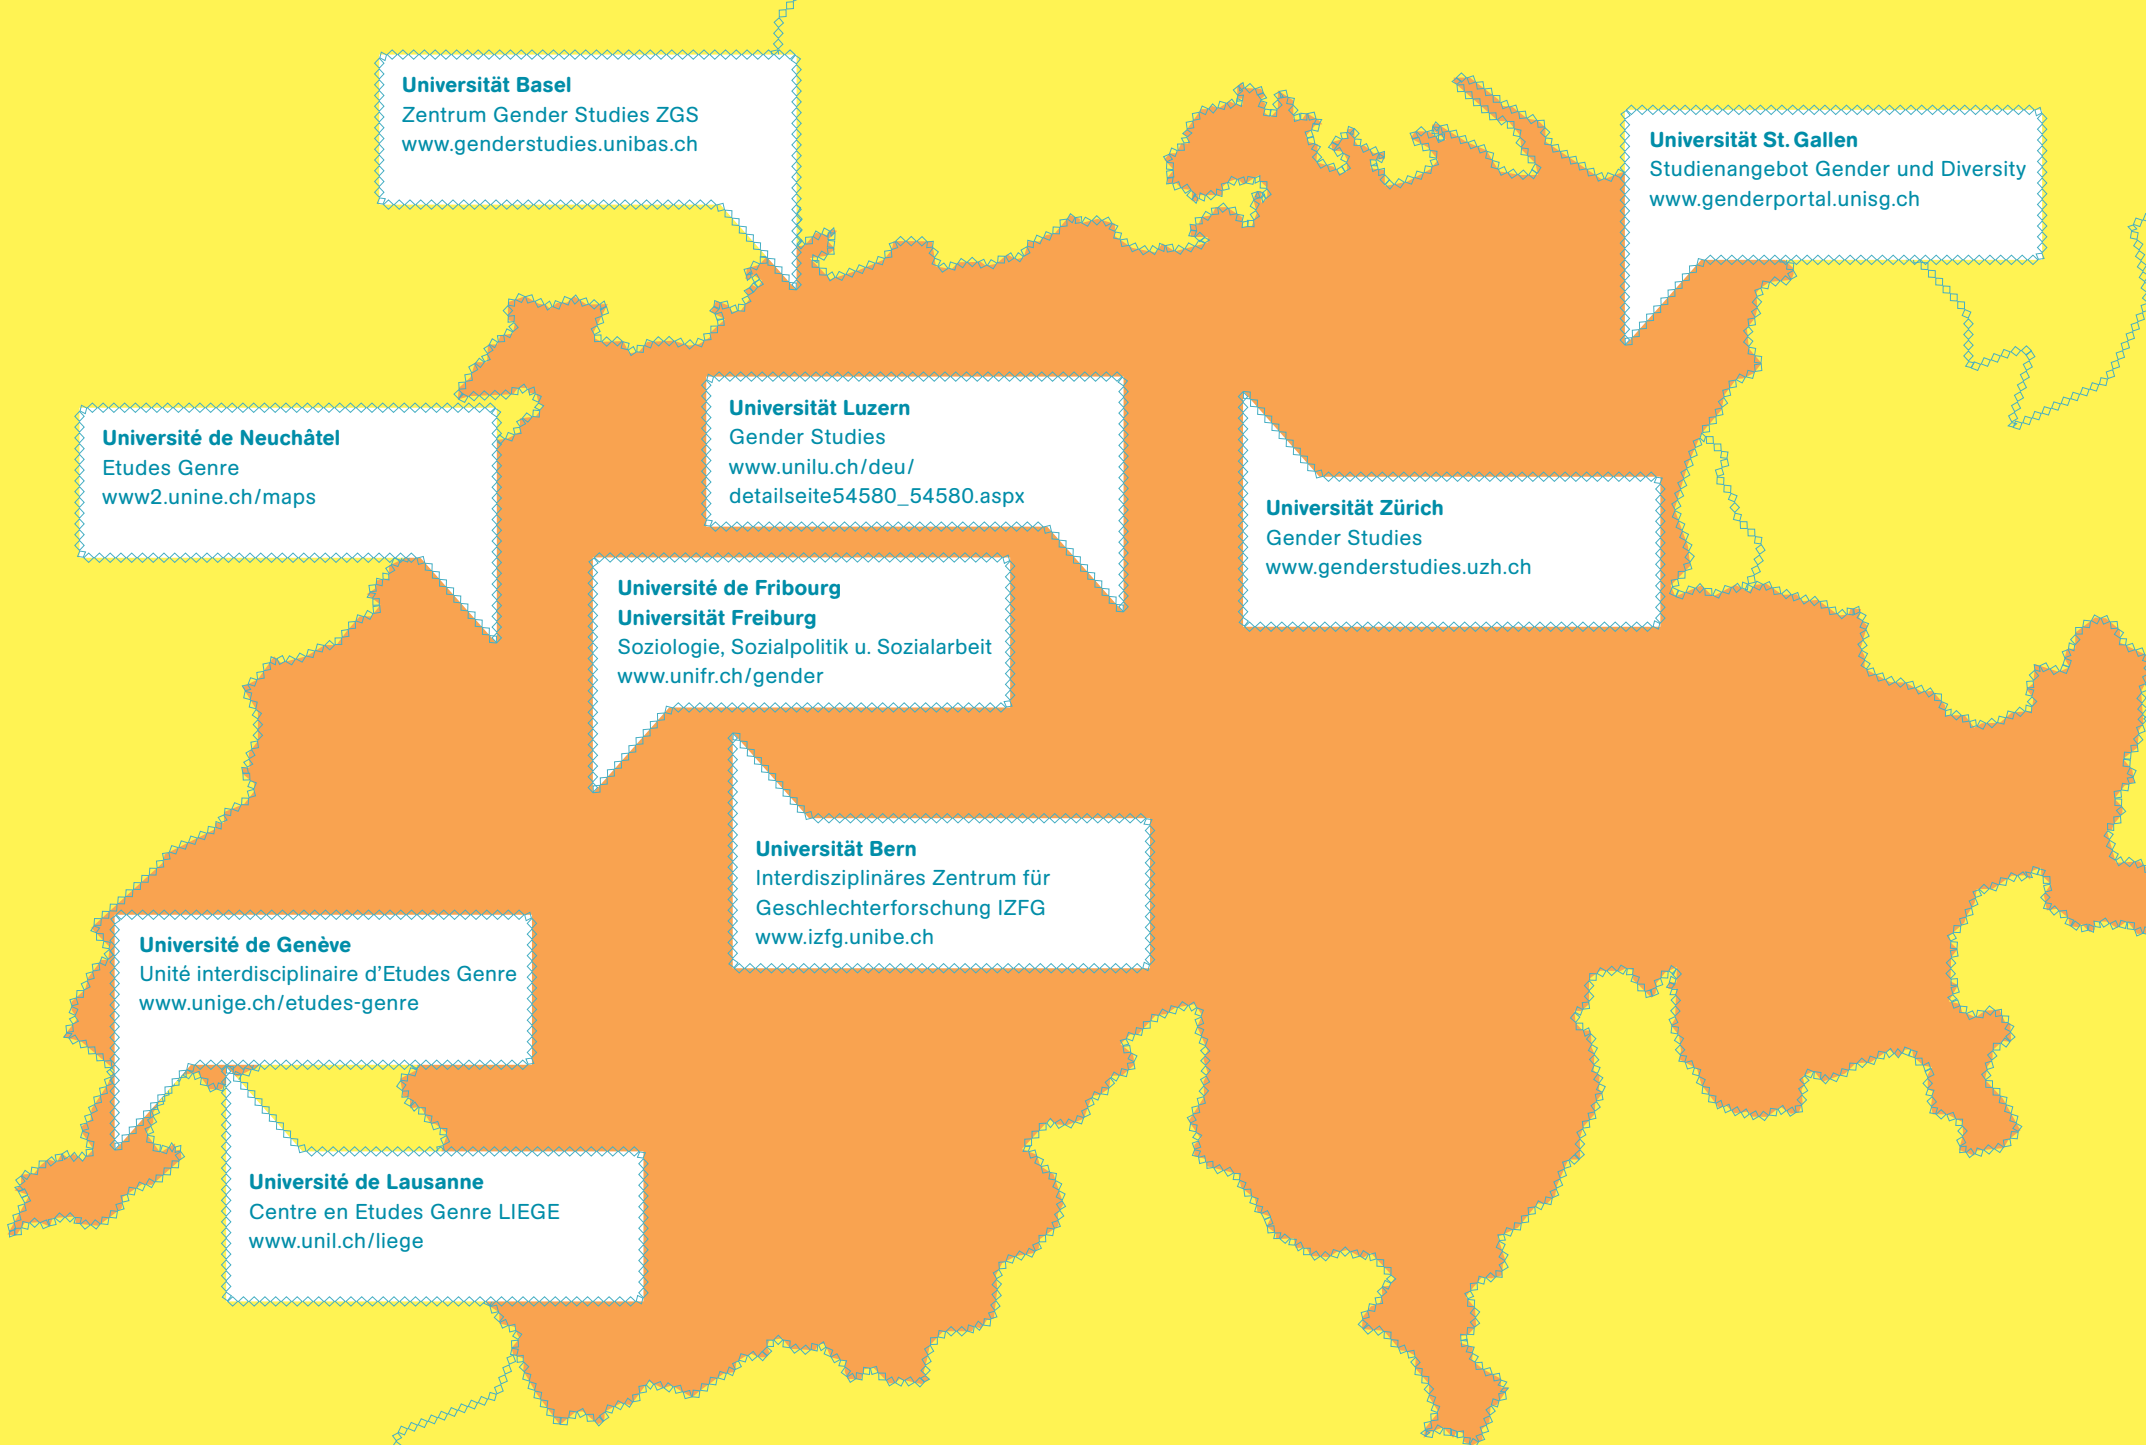 Universität Basel
Zentrum Gender Studies ZGS
www.genderstudies.unibas.ch
Universität St. Gallen
Studienangebot Gender und Diversity
www.genderportal.unisg.ch
Université de Neuchâtel
Etudes Genre
www2.unine.ch/maps
Universität Luzern
Gender Studies
www.unilu.ch/deu/
detailseite54580_54580.aspx
Universität Zürich
Gender Studies
www.genderstudies.uzh.ch
Université de Fribourg
Universität Freiburg
Soziologie, Sozialpolitik u. Sozialarbeit
www.unifr.ch/gender
Universität Bern
Interdisziplinäres Zentrum für
Geschlechterforschung IZFG
www.izfg.unibe.ch
Université de Genève
Unité interdisciplinaire d'Etudes Genre
www.unige.ch/etudes-genre
Université de Lausanne
Centre en Etudes Genre LIEGE
www.unil.ch/liege